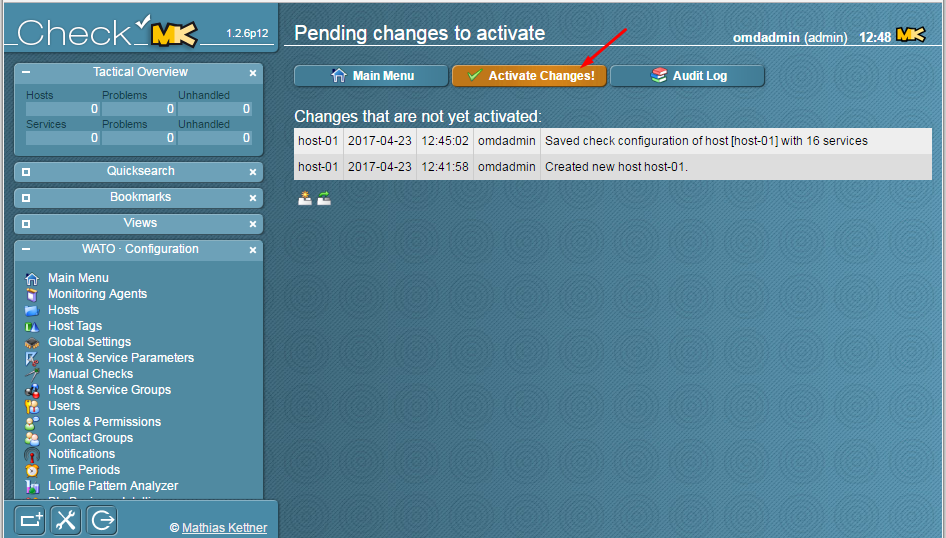 Check MK 1.2.6p12
Pending changes to activate
omdadmin (admin) 12:48
Tactical Overview
Hosts Problems Unhandled
0 0 0
Services Problems Unhandled
0 0 0
Quicksearch
Bookmarks
Views
WATO · Configuration
Main Menu
Monitoring Agents
Hosts
Host Tags
Global Settings
Host & Service Parameters
Manual Checks
Host & Service Groups
Users
Roles & Permissions
Contact Groups
Notifications
Time Periods
Logfile Pattern Analyzer
© Mathias Kettner
Main Menu Activate Changes! Audit Log
Changes that are not yet activated:
host-01 2017-04-23 12:45:02 omdadmin Saved check configuration of host [host-01] with 16 services
host-01 2017-04-23 12:41:58 omdadmin Created new host host-01.